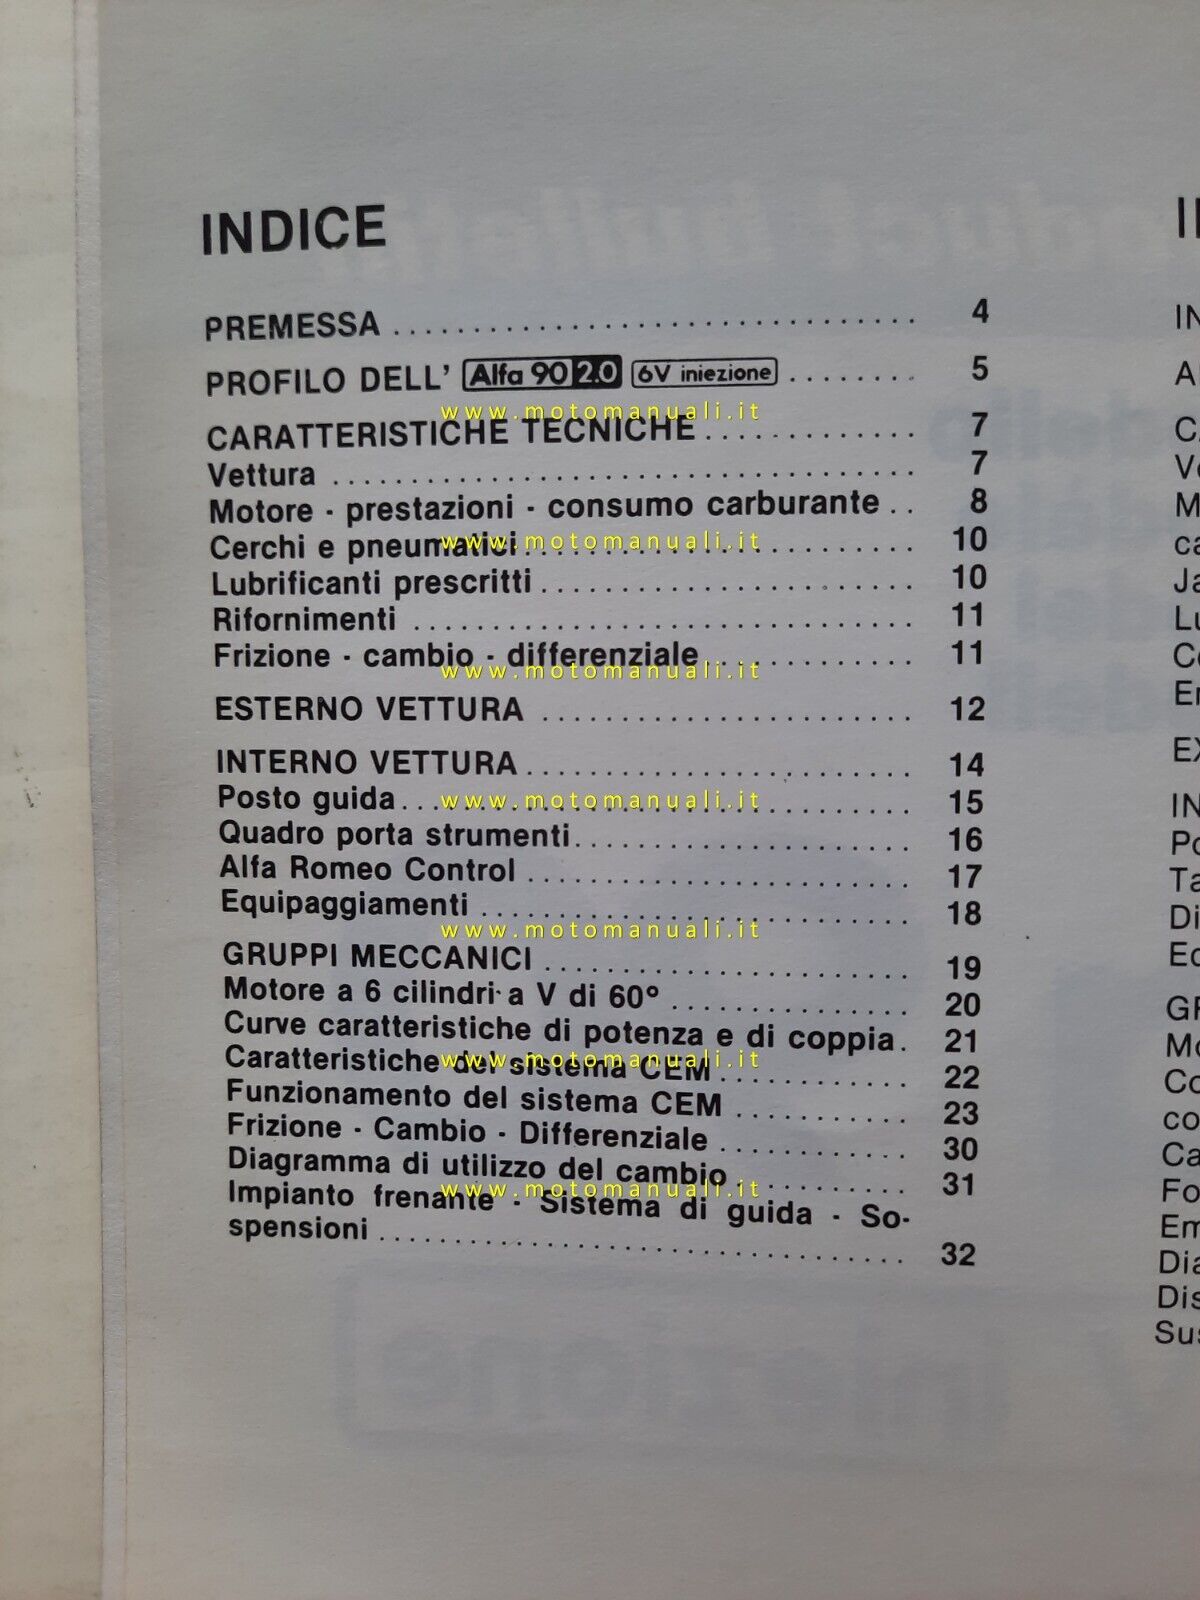 INDICE
PREMESSA ................................ 4
PROFILO DELL' Alfa 90 2.0 6V iniezione ........ 5
www.motomanuali.it
CARATTERISTICHE TECNICHE ............. 7
Vettura .................................... 7
Motore - prestazioni - consumo carburante .. 8
Cerchi e pneumatici ........................ 10
www.motomanuali.it
Lubrificanti prescritti ....................... 10
Rifornimenti ............................... 11
Frizione - cambio - differenziale ............ 11
www.motomanuali.it
ESTERNO VETTURA ....................... 12
INTERNO VETTURA ........................ 14
Posto guida ................................ 15
www.motomanuali.it
Quadro porta strumenti ..................... 16
Alfa Romeo Control ........................ 17
Equipaggiamenti ........................... 18
www.motomanuali.it
GRUPPI MECCANICI ....................... 19
Motore a 6 cilindri a V di 60° ............... 20
Curve caratteristiche di potenza e di coppia . 21
Caratteristiche del sistema CEM ............ 22
www.motomanuali.it
Funzionamento del sistema CEM ........... 23
Frizione - Cambio - Differenziale ............ 30
Diagramma di utilizzo del cambio ........... 31
www.motomanuali.it
Impianto frenante - Sistema di guida - So-
spensioni ................................. 32